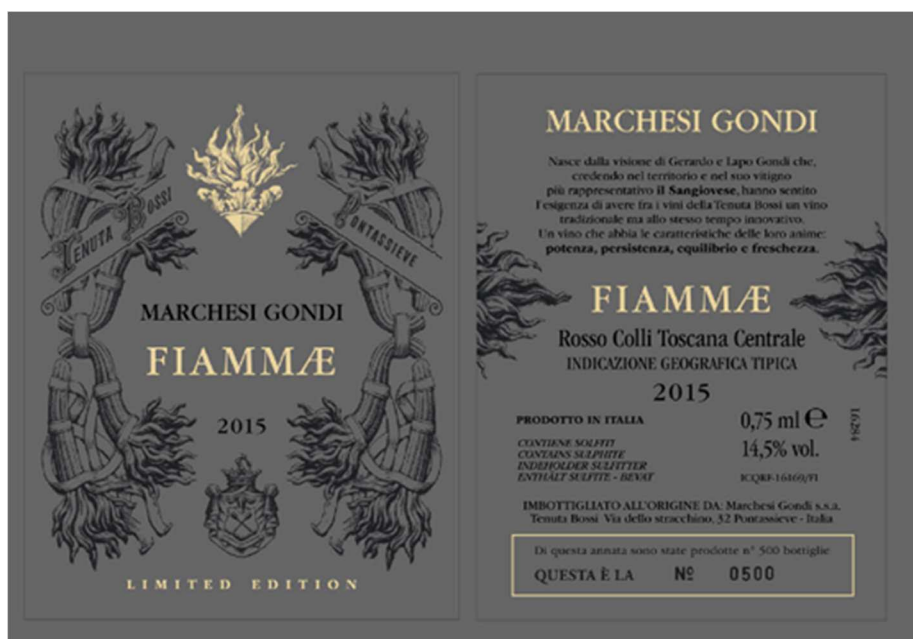 TENUTA BOSSI
PONTASSIEVE
MARCHESI GONDI
FIAMMÆ
2015
LIMITED EDITION
MARCHESI GONDI
Nasce dalla visione di Gerardo e Lapo Gondi che,
credendo nel territorio e nel suo vitigno
più rappresentativo il Sangiovese, hanno sentito
l'esigenza di avere fra i vini della Tenuta Bossi un vino
tradizionale ma allo stesso tempo innovativo.
Un vino che abbia le caratteristiche delle loro anime:
potenza, persistenza, equilibrio e freschezza.
FIAMMÆ
Rosso Colli Toscana Centrale
INDICAZIONE GEOGRAFICA TIPICA
2015
PRODOTTO IN ITALIA
0,75 ml e
16284
CONTIENE SOLFITI
CONTAINS SULPHITE
INDEHOLDER SULFITTER
ENTHÄLT SULFITE - BEVAT
14,5% vol.
ICQRF-16169/FI
IMBOTTIGLIATO ALL'ORIGINE DA: Marchesi Gondi s.s.a.
Tenuta Bossi Via dello stracchino, 32 Pontassieve - Italia
Di questa annata sono state prodotte n° 500 bottiglie
QUESTA È LA Nº 0500